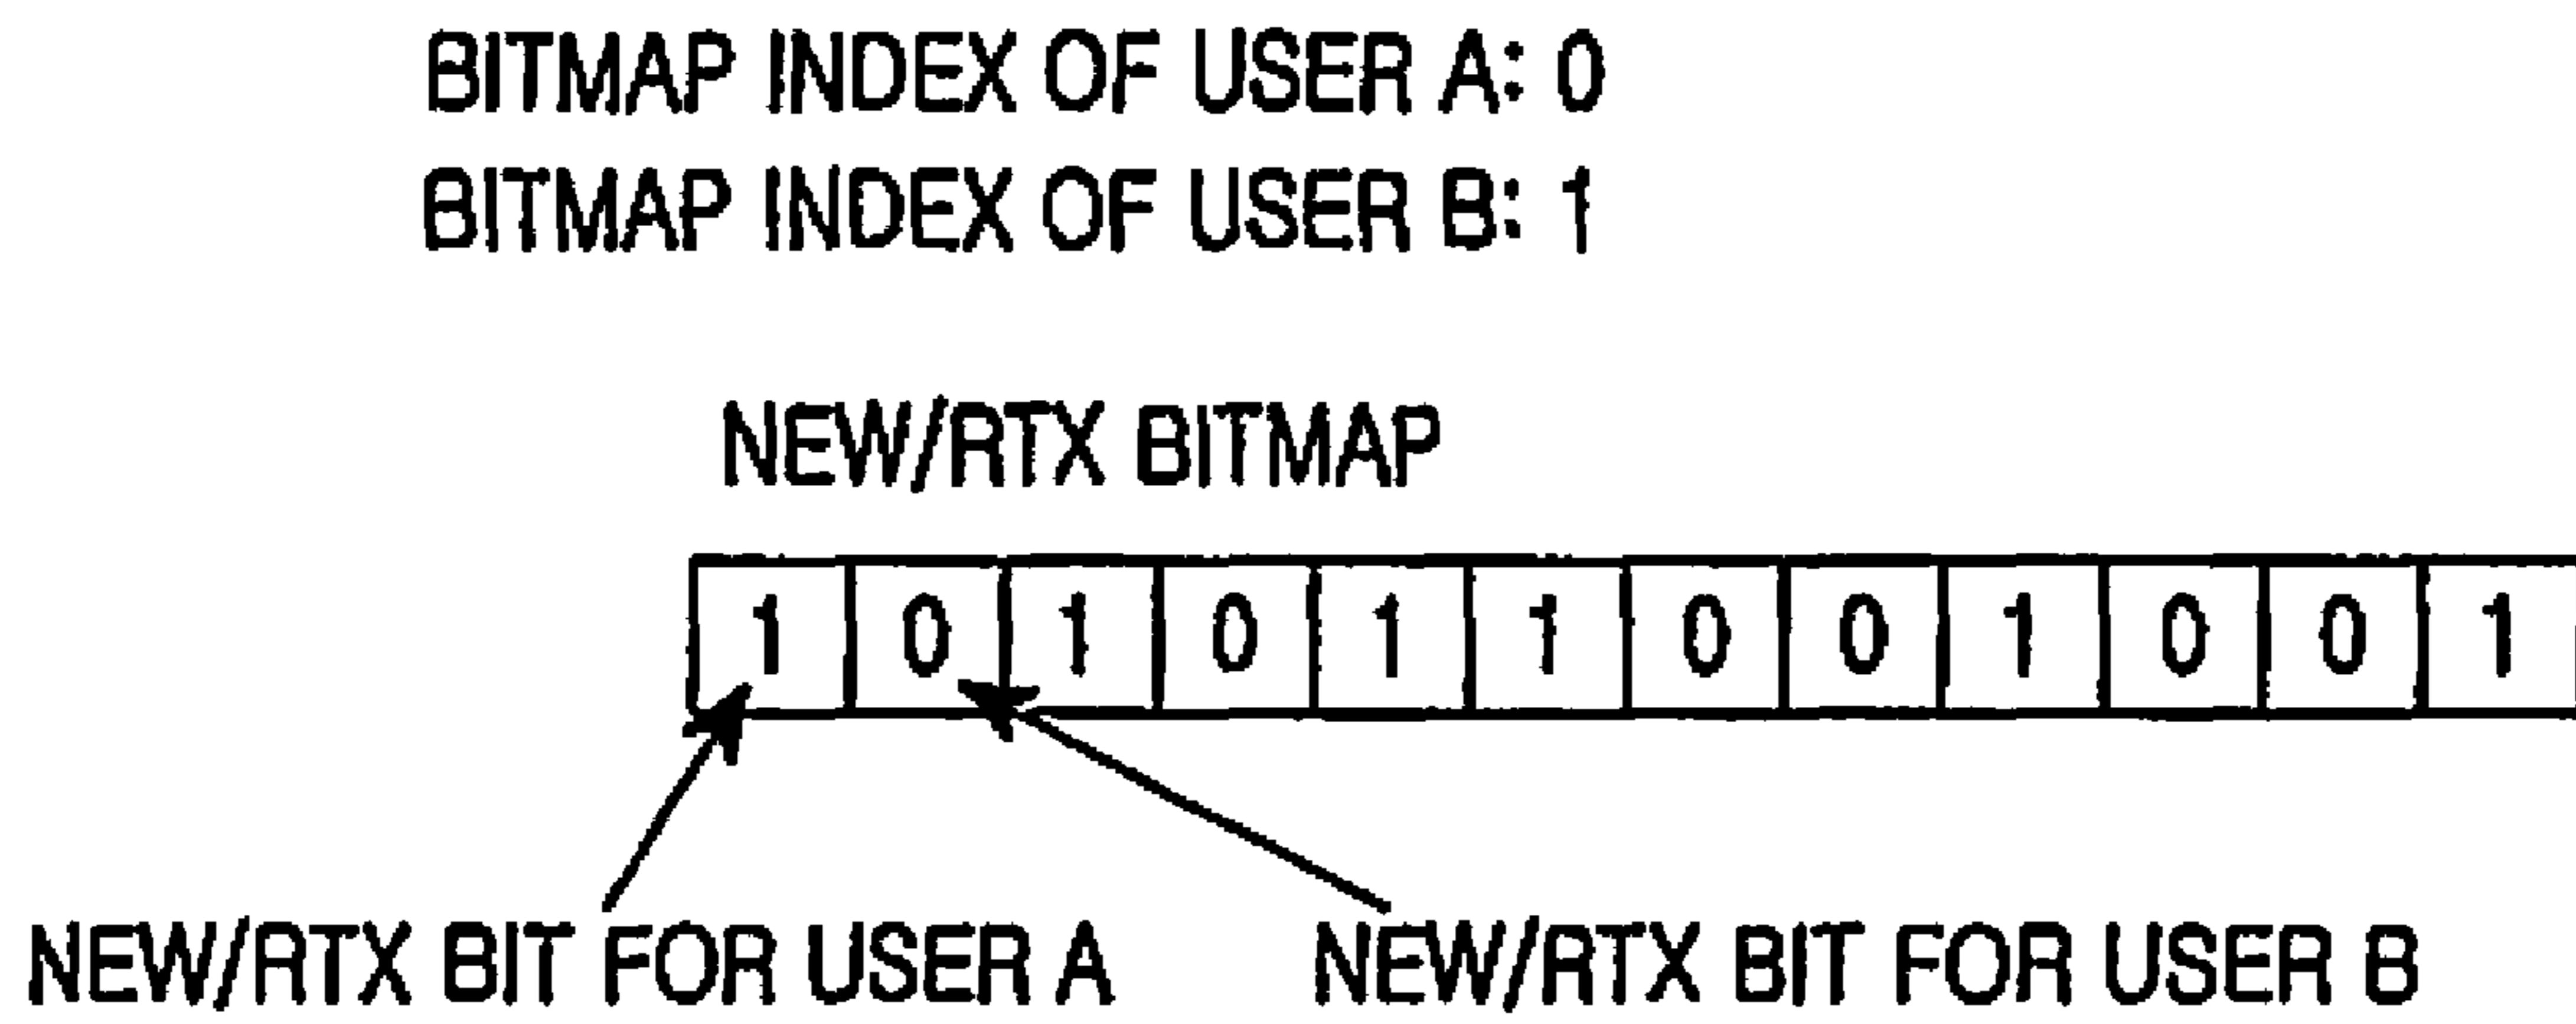 BITMAP INDEX OF USER A: 0
BITMAP INDEX OF USER B: 1
NEW/RTX BITMAP
1 0 1 0 1 1 0 0 1 0 0 1
NEW/RTX BIT FOR USER A NEW/RTX BIT FOR USER B